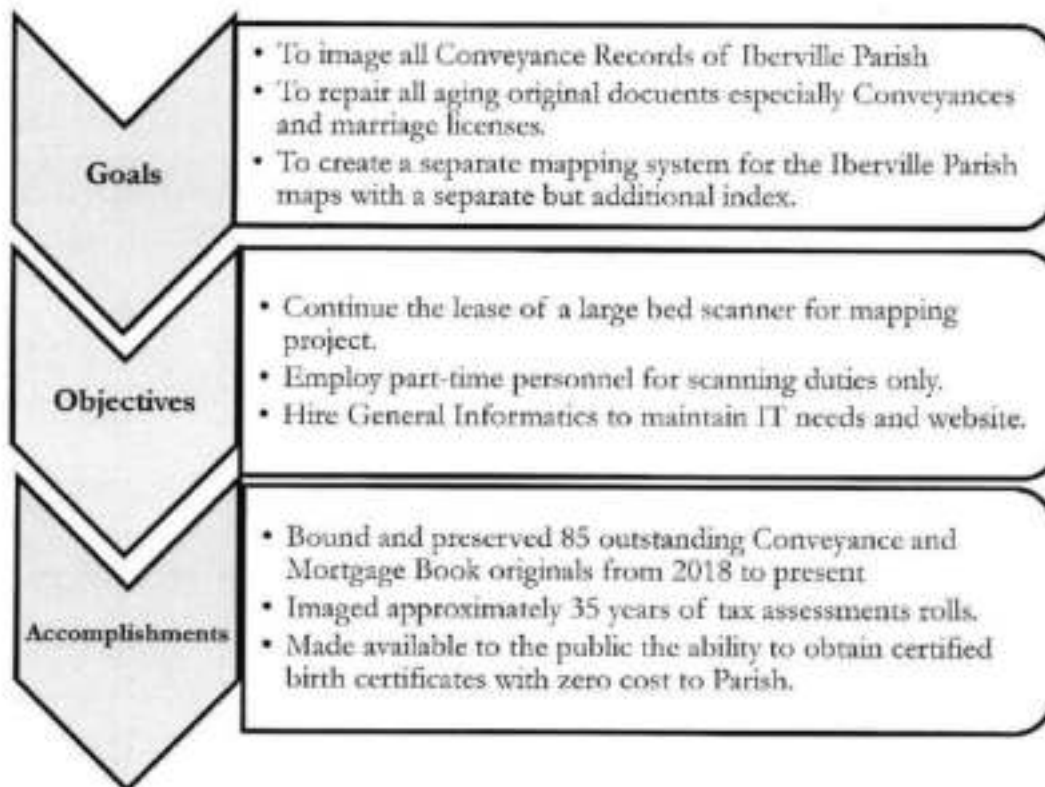 Goals
• To image all Conveyance Records of Iberville Parish
• To repair all aging original docuents especially Conveyances
and marriage licenses.
• To create a separate mapping system for the Iberville Parish
maps with a separate but additional index.
Objectives
• Continue the lease of a large bed scanner for mapping
project.
• Employ part-time personnel for scanning duties only.
• Hire General Informatics to maintain IT needs and website.
Accomplishments
• Bound and preserved 85 outstanding Conveyance and
Mortgage Book originals from 2018 to present
• Imaged approximately 35 years of tax assessments rolls.
• Made available to the public the ability to obtain certified
birth certificates with zero cost to Parish.